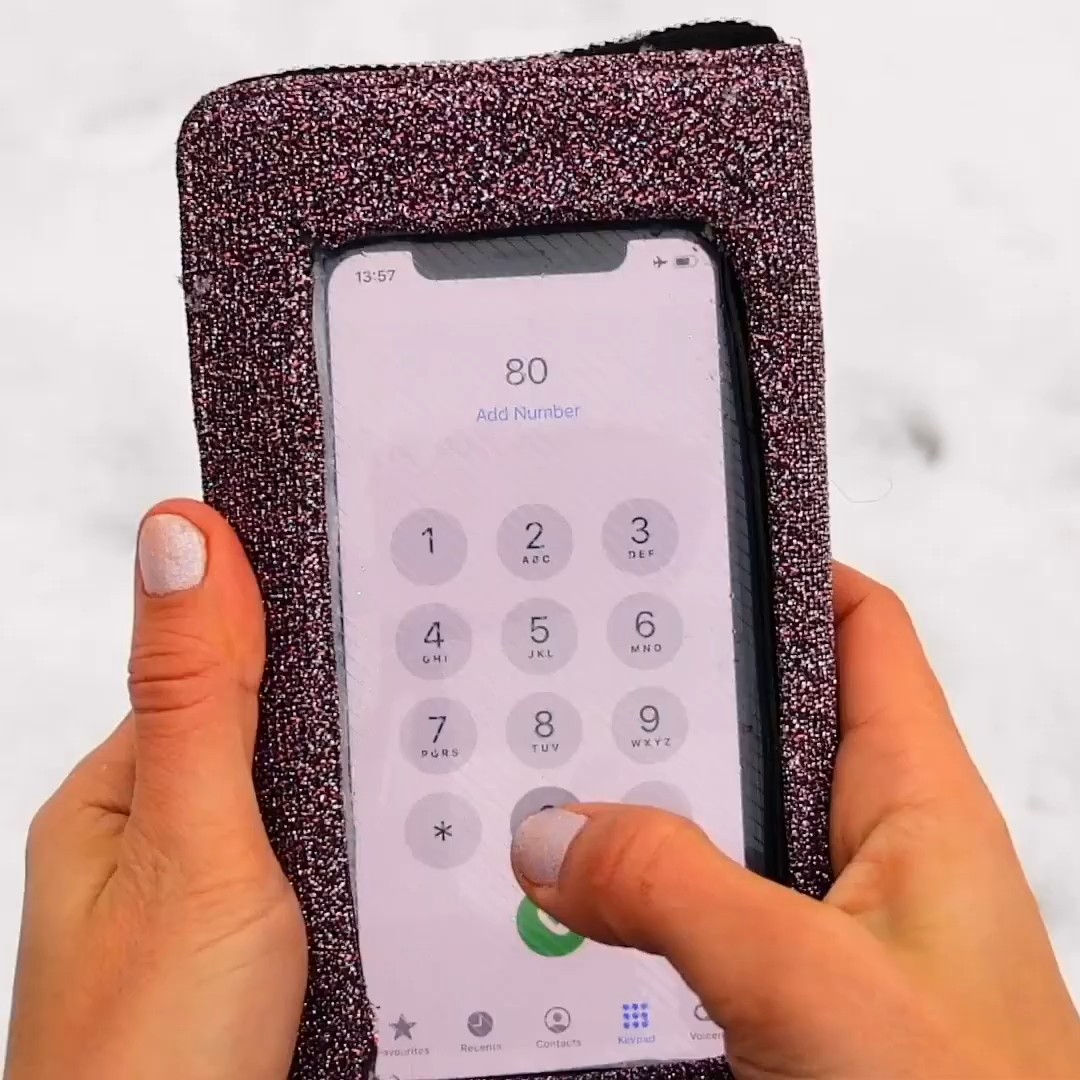 13:57
80
Add Number
1
2
ABC
3
DEF
4
GHI
5
JKL
6
MNO
7
PQRS
8
TUV
9
WXYZ
*
Recents
Contacts
Keypad